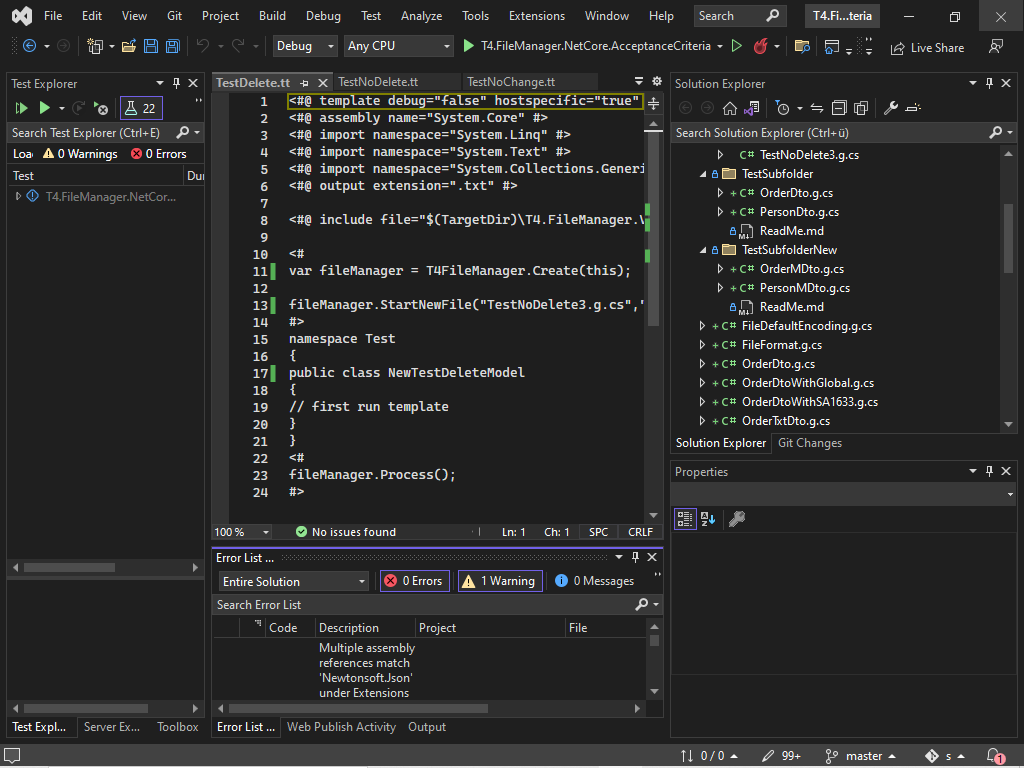 File Edit View Git Project Build Debug Test Analyze Tools Extensions Window Help Search T4.Fi...teria
Debug Any CPU T4.FileManager.NetCore.AcceptanceCriteria Live Share
Test Explorer
22
Search Test Explorer (Ctrl+E)
Loa 0 Warnings 0 Errors
Test Dur
T4.FileManager.NetCor...
Test Expl... Server Ex... Toolbox
TestDelete.tt TestNoDelete.tt TestNoChange.tt
1 <#@ template debug="false" hostspecific="true"
2 <#@ assembly name="System.Core" #>
3 <#@ import namespace="System.Linq" #>
4 <#@ import namespace="System.Text" #>
5 <#@ import namespace="System.Collections.Generi
6 <#@ output extension=".txt" #>
7
8 <#@ include file="$(TargetDir)\T4.FileManager.V
9
10 <#
11 var fileManager = T4FileManager.Create(this);
12
13 fileManager.StartNewFile("TestNoDelete3.g.cs","
14 #>
15 namespace Test
16 {
17 public class NewTestDeleteModel
18 {
19 // first run template
20 }
21 }
22 <#
23 fileManager.Process();
24 #>
100 % No issues found Ln: 1 Ch: 1 SPC CRLF
Error List ...
Entire Solution 0 Errors 1 Warning 0 Messages
Search Error List
Code Description Project File
Multiple assembly
references match
'Newtonsoft.Json'
under Extensions
Error List ... Web Publish Activity Output
Solution Explorer
Search Solution Explorer (Ctrl+ü)
C# TestNoDelete3.g.cs
TestSubfolder
+ C# OrderDto.g.cs
+ C# PersonDto.g.cs
M↓ ReadMe.md
TestSubfolderNew
+ C# OrderMDto.g.cs
+ C# PersonMDto.g.cs
M↓ ReadMe.md
+ C# FileDefaultEncoding.g.cs
+ C# FileFormat.g.cs
+ C# OrderDto.g.cs
+ C# OrderDtoWithGlobal.g.cs
+ C# OrderDtoWithSA1633.g.cs
+ C# OrderTxtDto.g.cs
Solution Explorer Git Changes
Properties
0 / 0 99+ master s 1